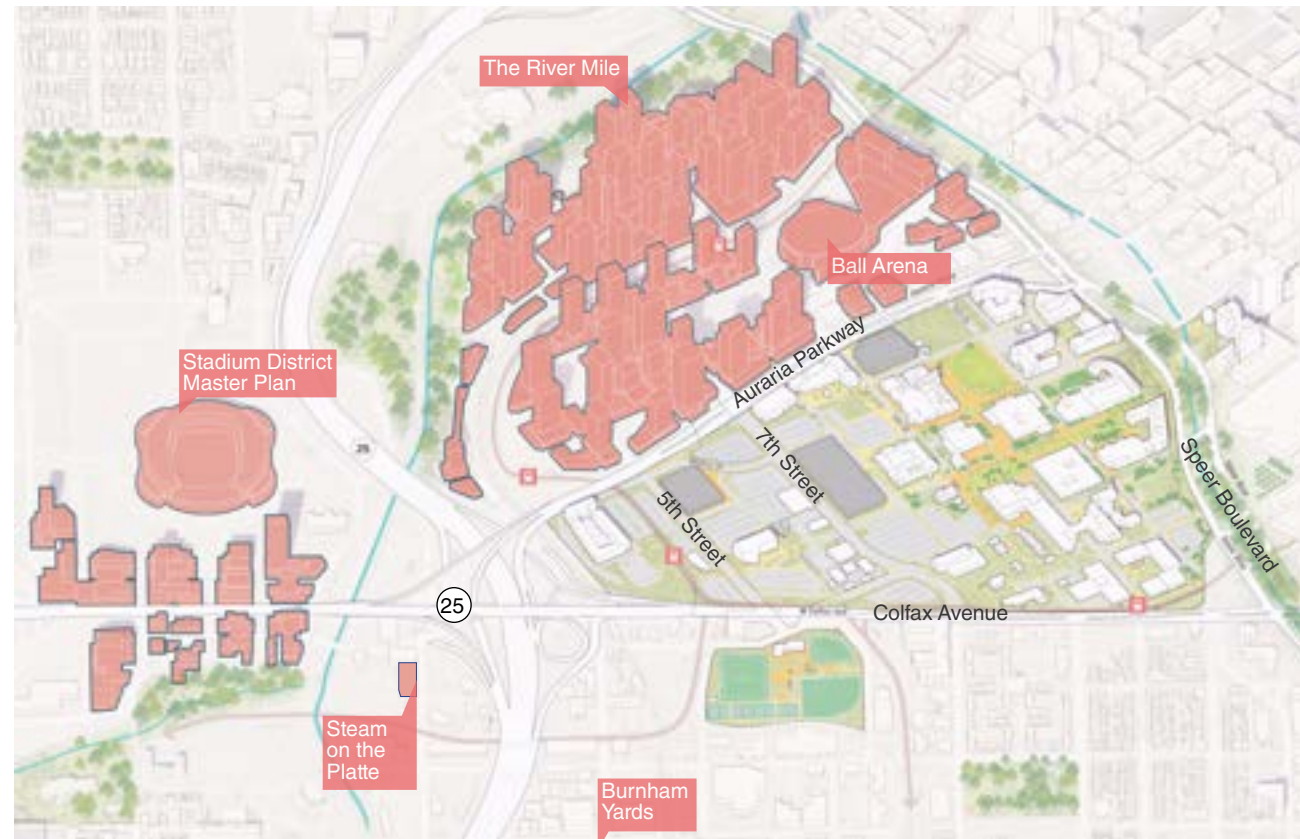 The River Mile
Ball Arena
Stadium District
Master Plan
Auraria Parkway
7th Street
5th Street
Speer Boulevard
25
25
Colfax Avenue
Steam
on the
Platte
Burnham
Yards